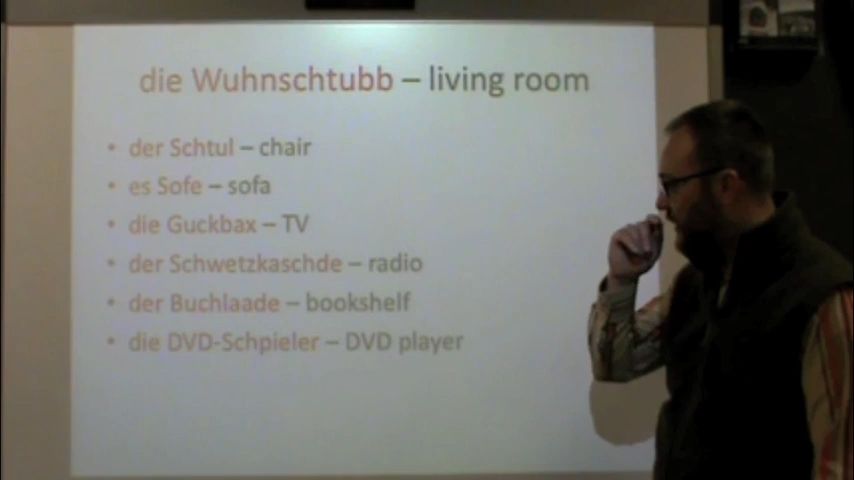 die Wuhnschtubb – living room
• der Schtul – chair
• es Sofe – sofa
• die Guckbax – TV
• der Schwetzkaschde – radio
• der Buchlaade – bookshelf
• die DVD-Schpieler – DVD player